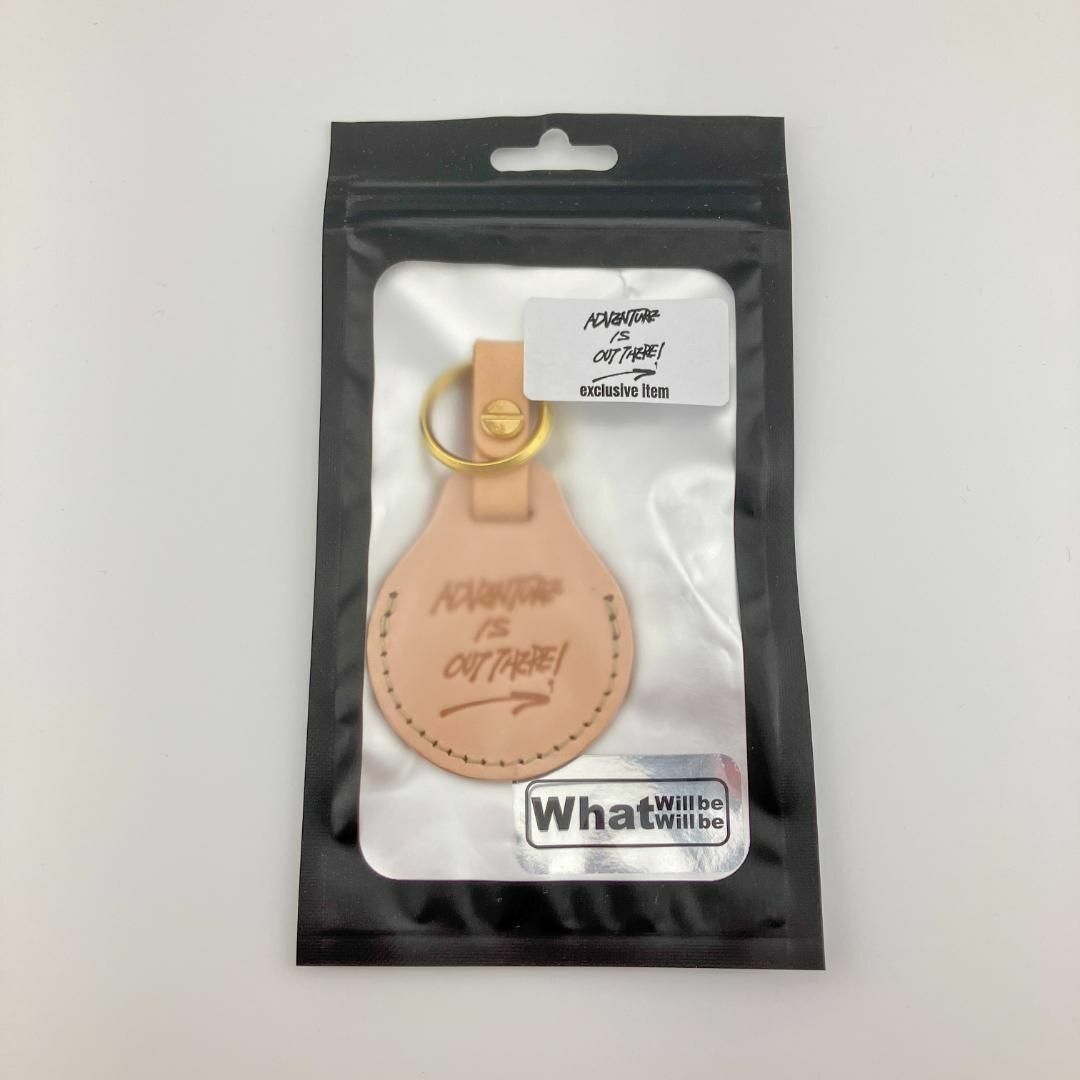 ADVENTURE
IS
OUT THERE!
exclusive item
ADVENTURE
IS
OUT THERE!
What Will be
Will be